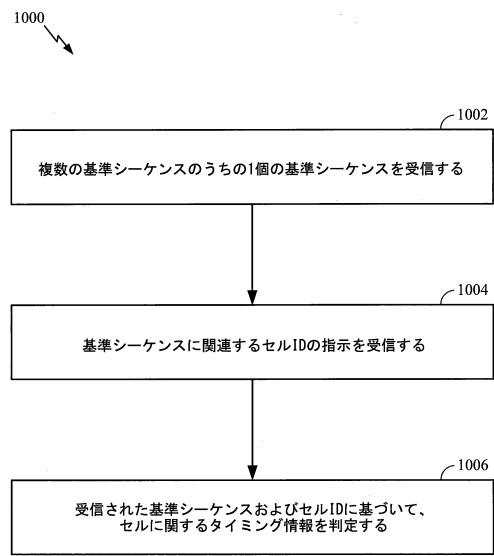 1000
1002
複数の基準シーケンスのうちの1個の基準シーケンスを受信する
1004
基準シーケンスに関連するセルIDの指示を受信する
1006
受信された基準シーケンスおよびセルIDに基づいて、
セルに関するタイミング情報を判定する